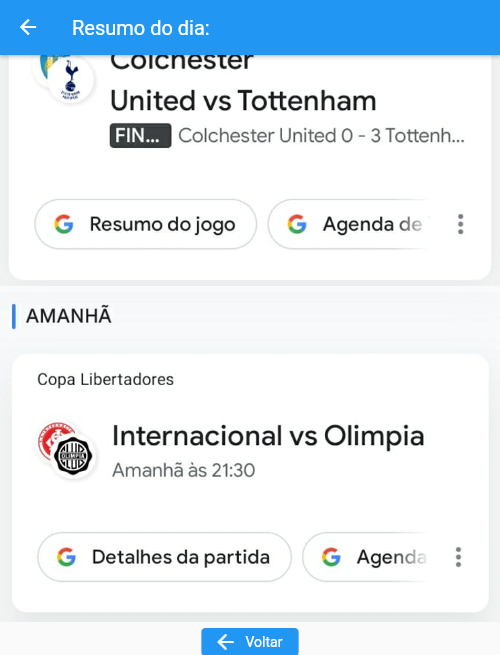 Resumo do dia:
Colchester
United vs Tottenham
FIN... Colchester United 0 - 3 Tottenh...
Resumo do jogo
Agenda de
AMANHÃ
Copa Libertadores
Internacional vs Olimpia
Amanhã às 21:30
Detalhes da partida
Agenda
Voltar